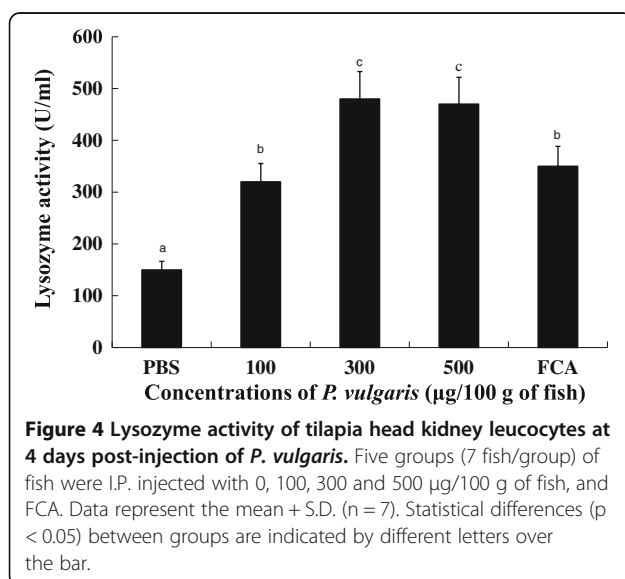 600
500
400
300
200
100
0
Lysozyme activity (U/ml)
a
b
c
c
b
PBS 100 300 500 FCA
Concentrations of P. vulgaris (µg/100 g of fish)
Figure 4 Lysozyme activity of tilapia head kidney leucocytes at
4 days post-injection of P. vulgaris. Five groups (7 fish/group) of
fish were I.P. injected with 0, 100, 300 and 500 µg/100 g of fish, and
FCA. Data represent the mean + S.D. (n = 7). Statistical differences (p
< 0.05) between groups are indicated by different letters over
the bar.